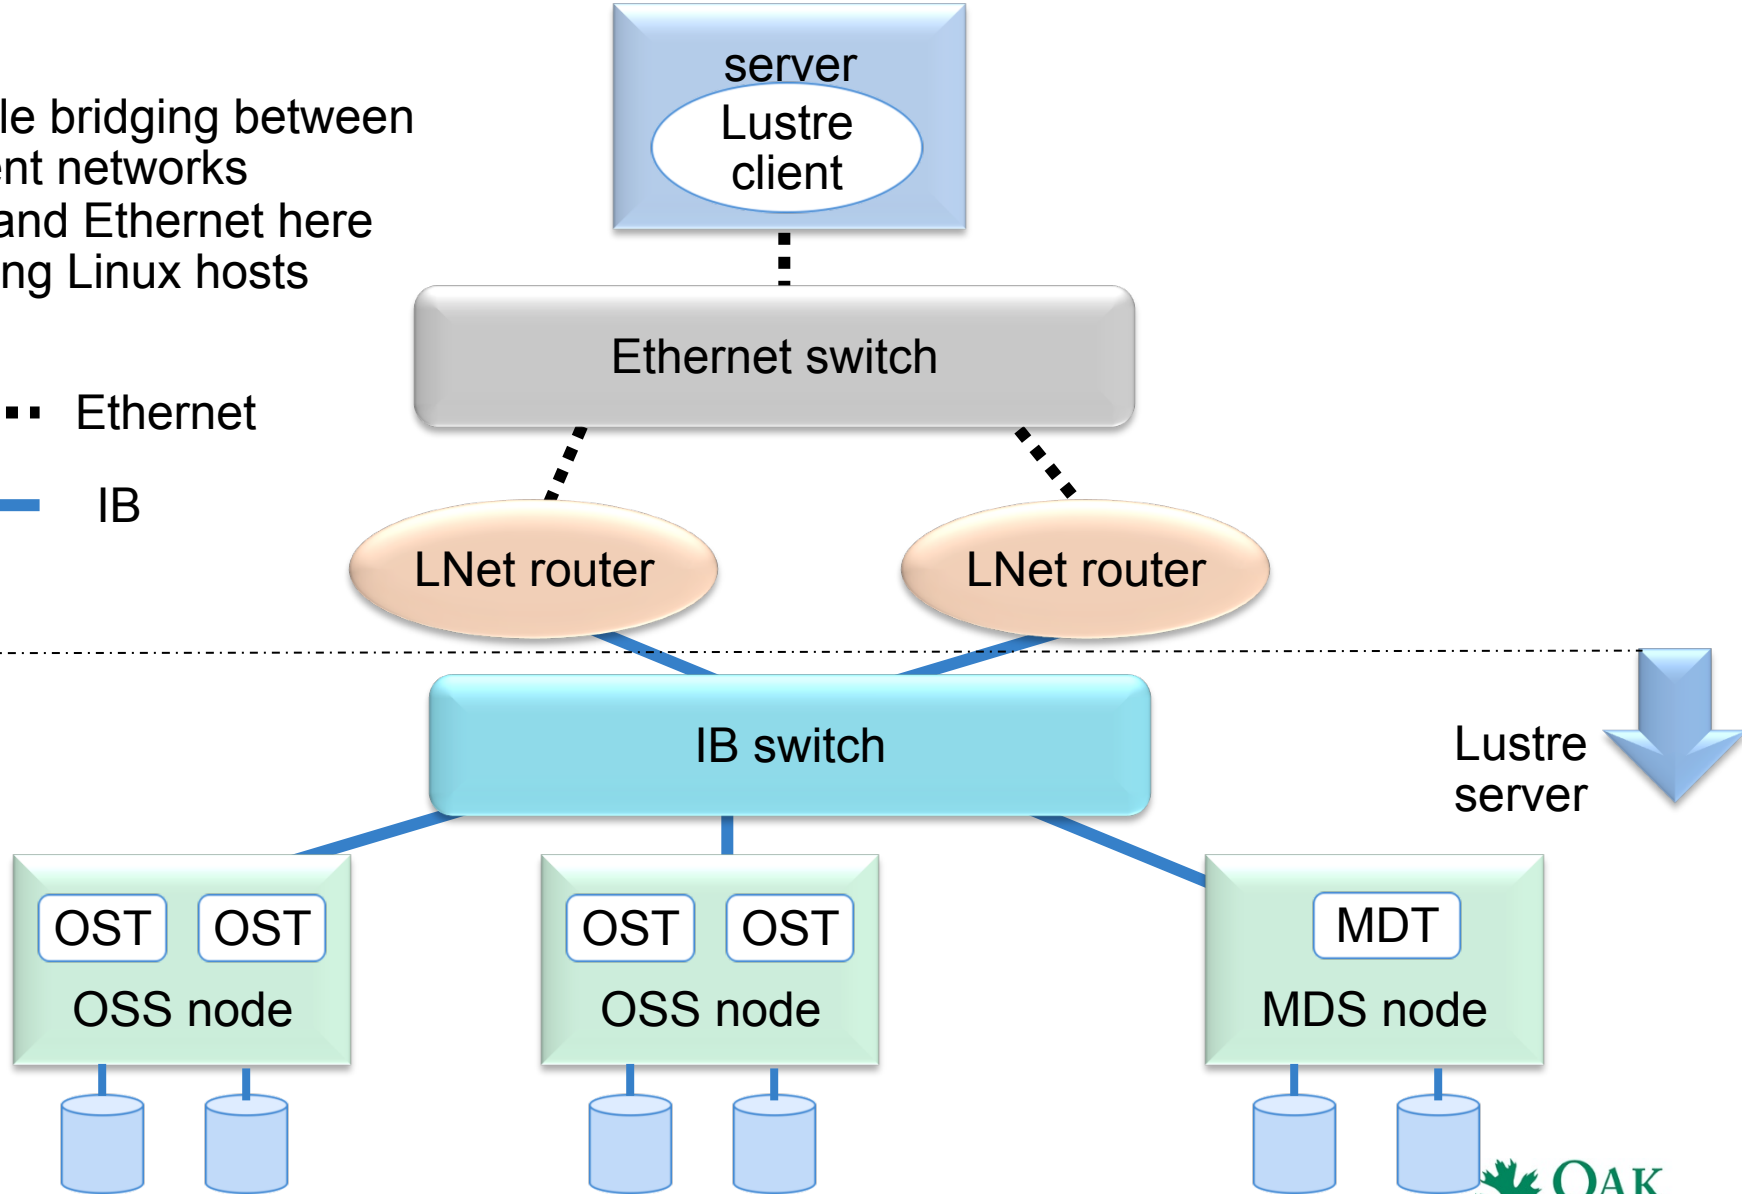 server
Lustre
client
le bridging between
ent networks
and Ethernet here
ng Linux hosts
Ethernet switch
Ethernet
IB
LNet router
LNet router
IB switch
Lustre
server
OST
OST
OSS node
OST
OST
OSS node
MDT
MDS node
OAK